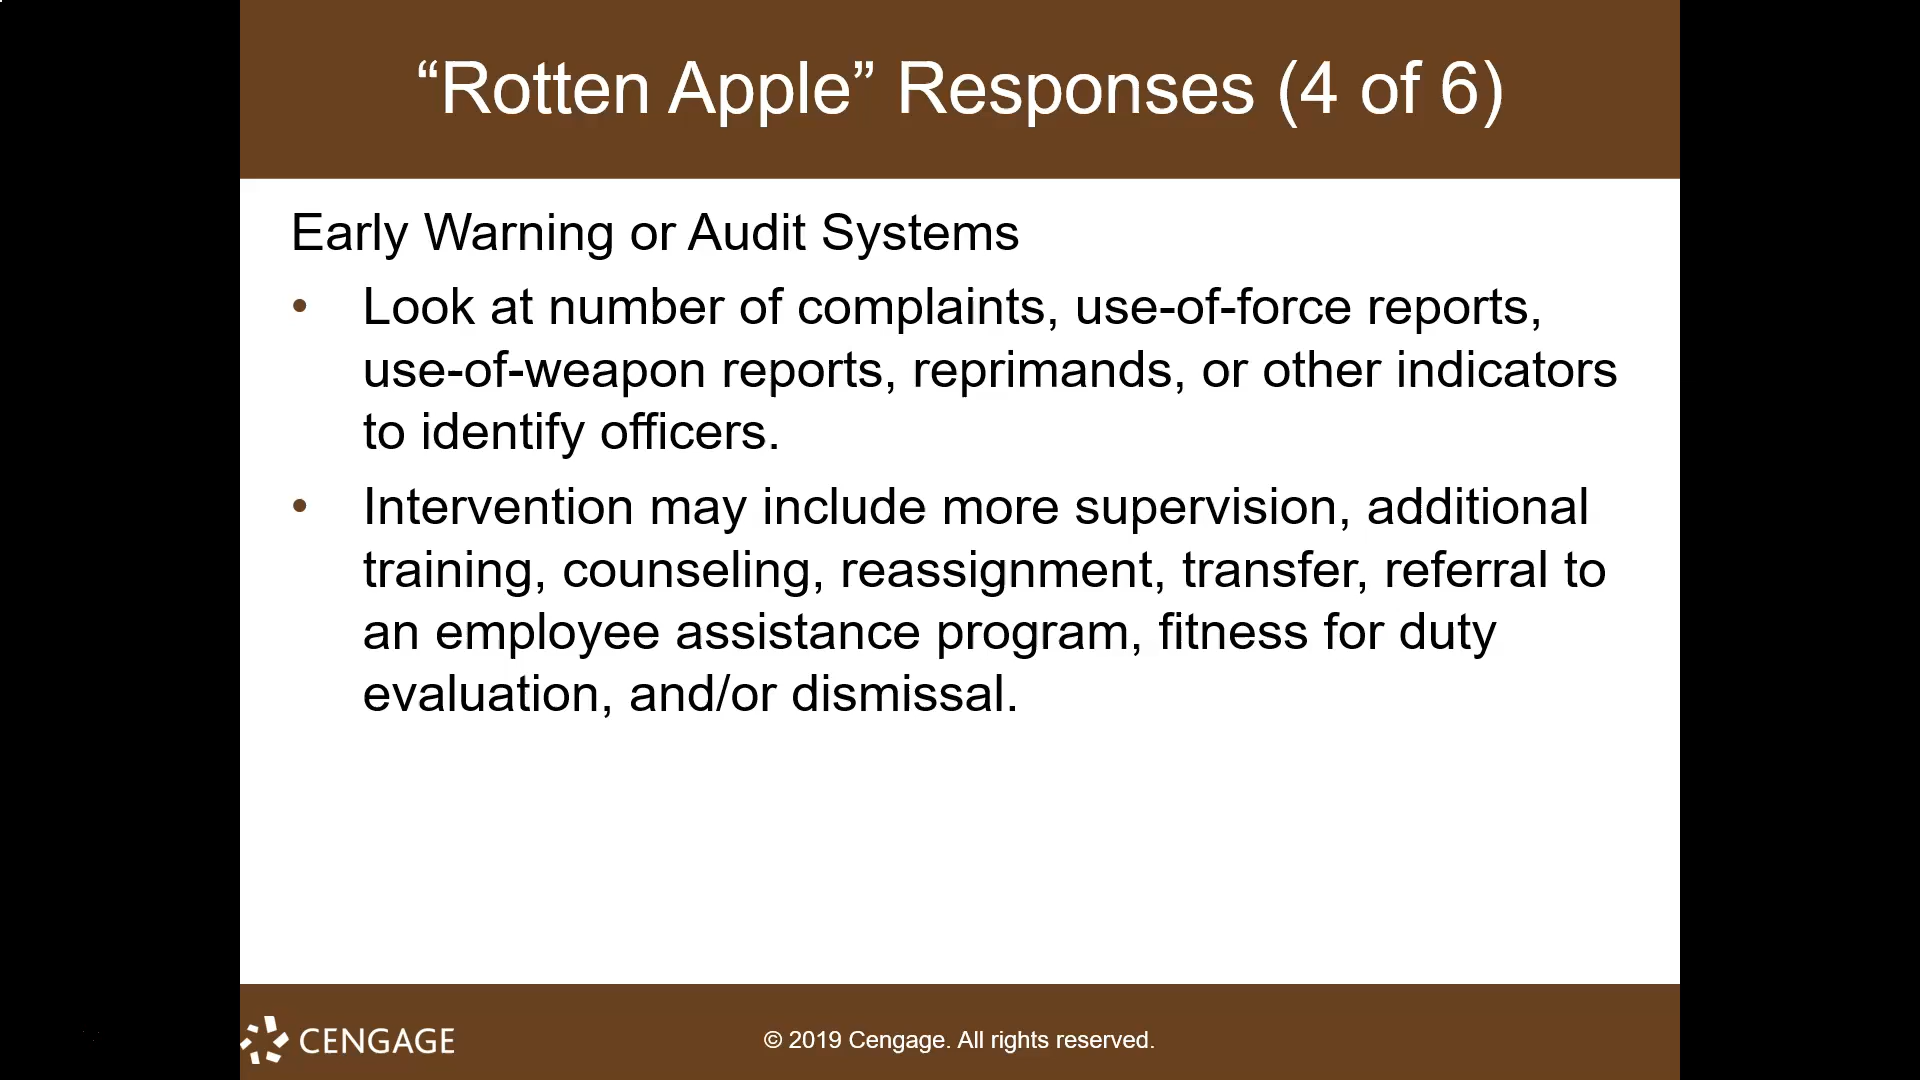 “Rotten Apple” Responses (4 of 6)
Early Warning or Audit Systems
• Look at number of complaints, use-of-force reports,
use-of-weapon reports, reprimands, or other indicators
to identify officers.
• Intervention may include more supervision, additional
training, counseling, reassignment, transfer, referral to
an employee assistance program, fitness for duty
evaluation, and/or dismissal.
CENGAGE
© 2019 Cengage. All rights reserved.